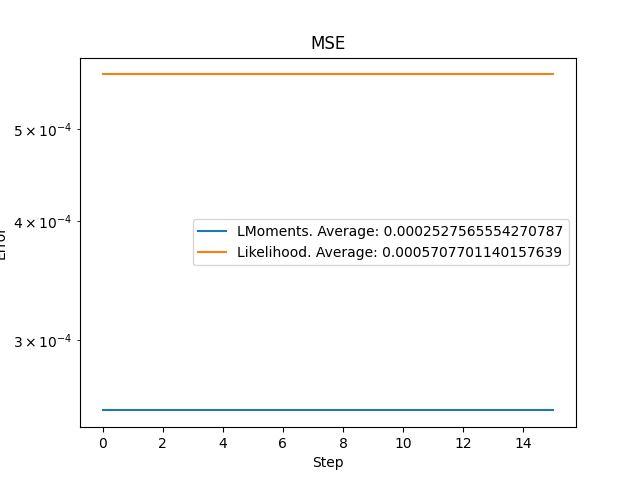 MSE
5 × 10⁻⁴
4 × 10⁻⁴
3 × 10⁻⁴
Error
LMoments. Average: 0.0002527565554270787
Likelihood. Average: 0.0005707701140157639
0 2 4 6 8 10 12 14
Step